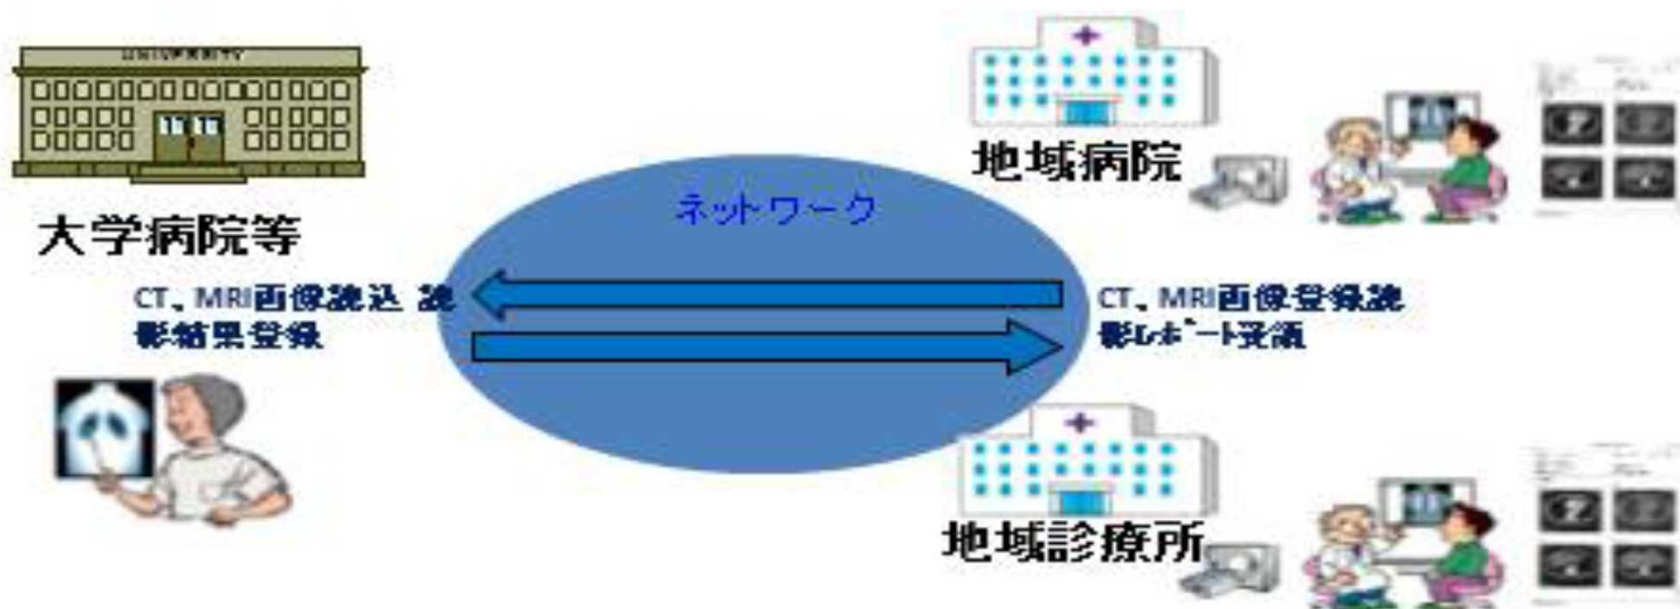 大学病院等
CT、MRI画像読込 読
影結果登録
ネットワーク
地域病院
CT、MRI画像登録読
影レポート受領
地域診療所